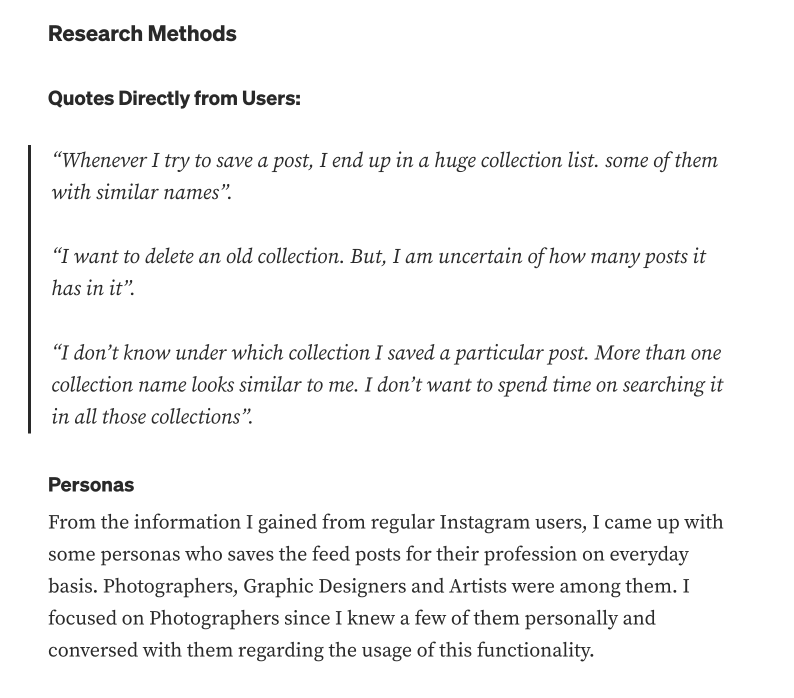 Research Methods
Quotes Directly from Users:
“Whenever I try to save a post, I end up in a huge collection list. some of them
with similar names”.
“I want to delete an old collection. But, I am uncertain of how many posts it
has in it”.
“I don’t know under which collection I saved a particular post. More than one
collection name looks similar to me. I don’t want to spend time on searching it
in all those collections”.
Personas
From the information I gained from regular Instagram users, I came up with
some personas who saves the feed posts for their profession on everyday
basis. Photographers, Graphic Designers and Artists were among them. I
focused on Photographers since I knew a few of them personally and
conversed with them regarding the usage of this functionality.